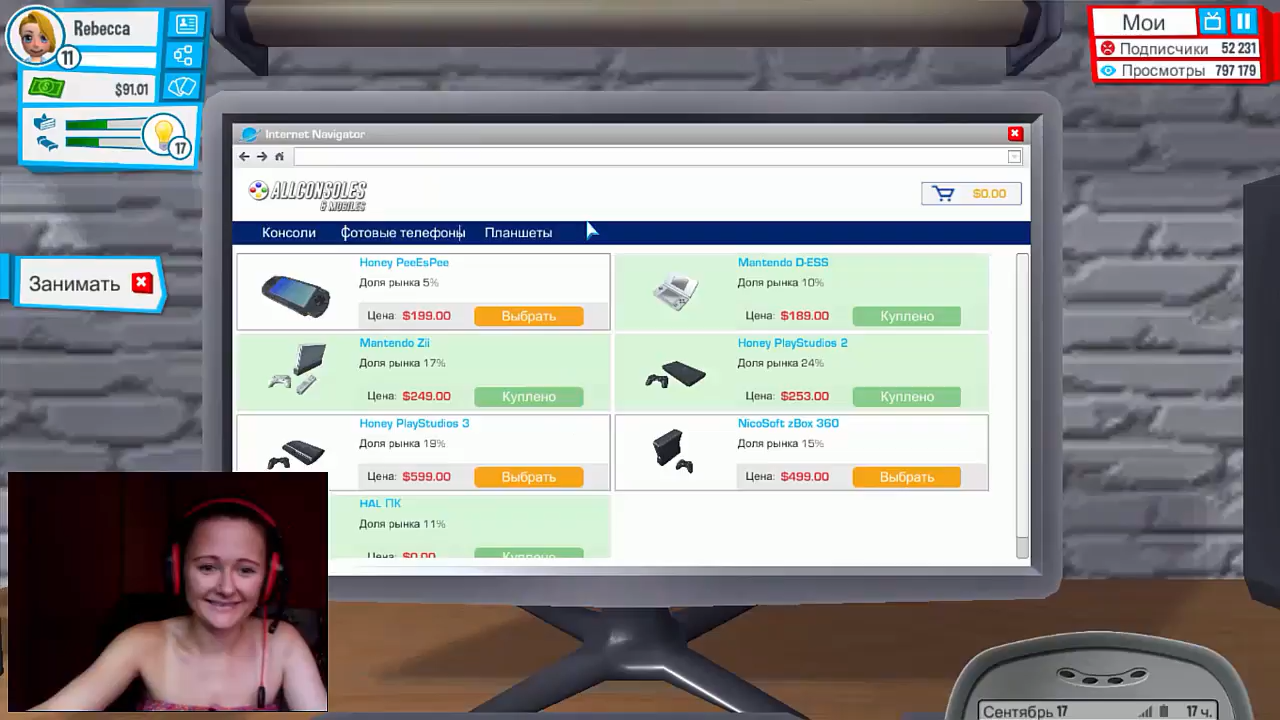 Rebecca
11
$91.01
17
Мои
Подписчики 52 231
Просмотры 797 179
Занимать
Internet Navigator
ALLCONSOLES
& MOBILES
$0.00
Консоли
Сотовые телефоны
Планшеты
Honey PeeEsPee
Доля рынка 5%
Цена: $199.00 Выбрать
Mantendo D-ESS
Доля рынка 10%
Цена: $189.00 Куплено
Mantendo Zii
Доля рынка 17%
Цена: $249.00 Куплено
Honey PlayStudios 2
Доля рынка 24%
Цена: $253.00 Куплено
Honey PlayStudios 3
Доля рынка 19%
Цена: $599.00 Выбрать
NicoSoft zBox 360
Доля рынка 15%
Цена: $499.00 Выбрать
HAL ПК
Доля рынка 11%
Цена: $0.00 Куплено
Сентябрь 17
17 ч.